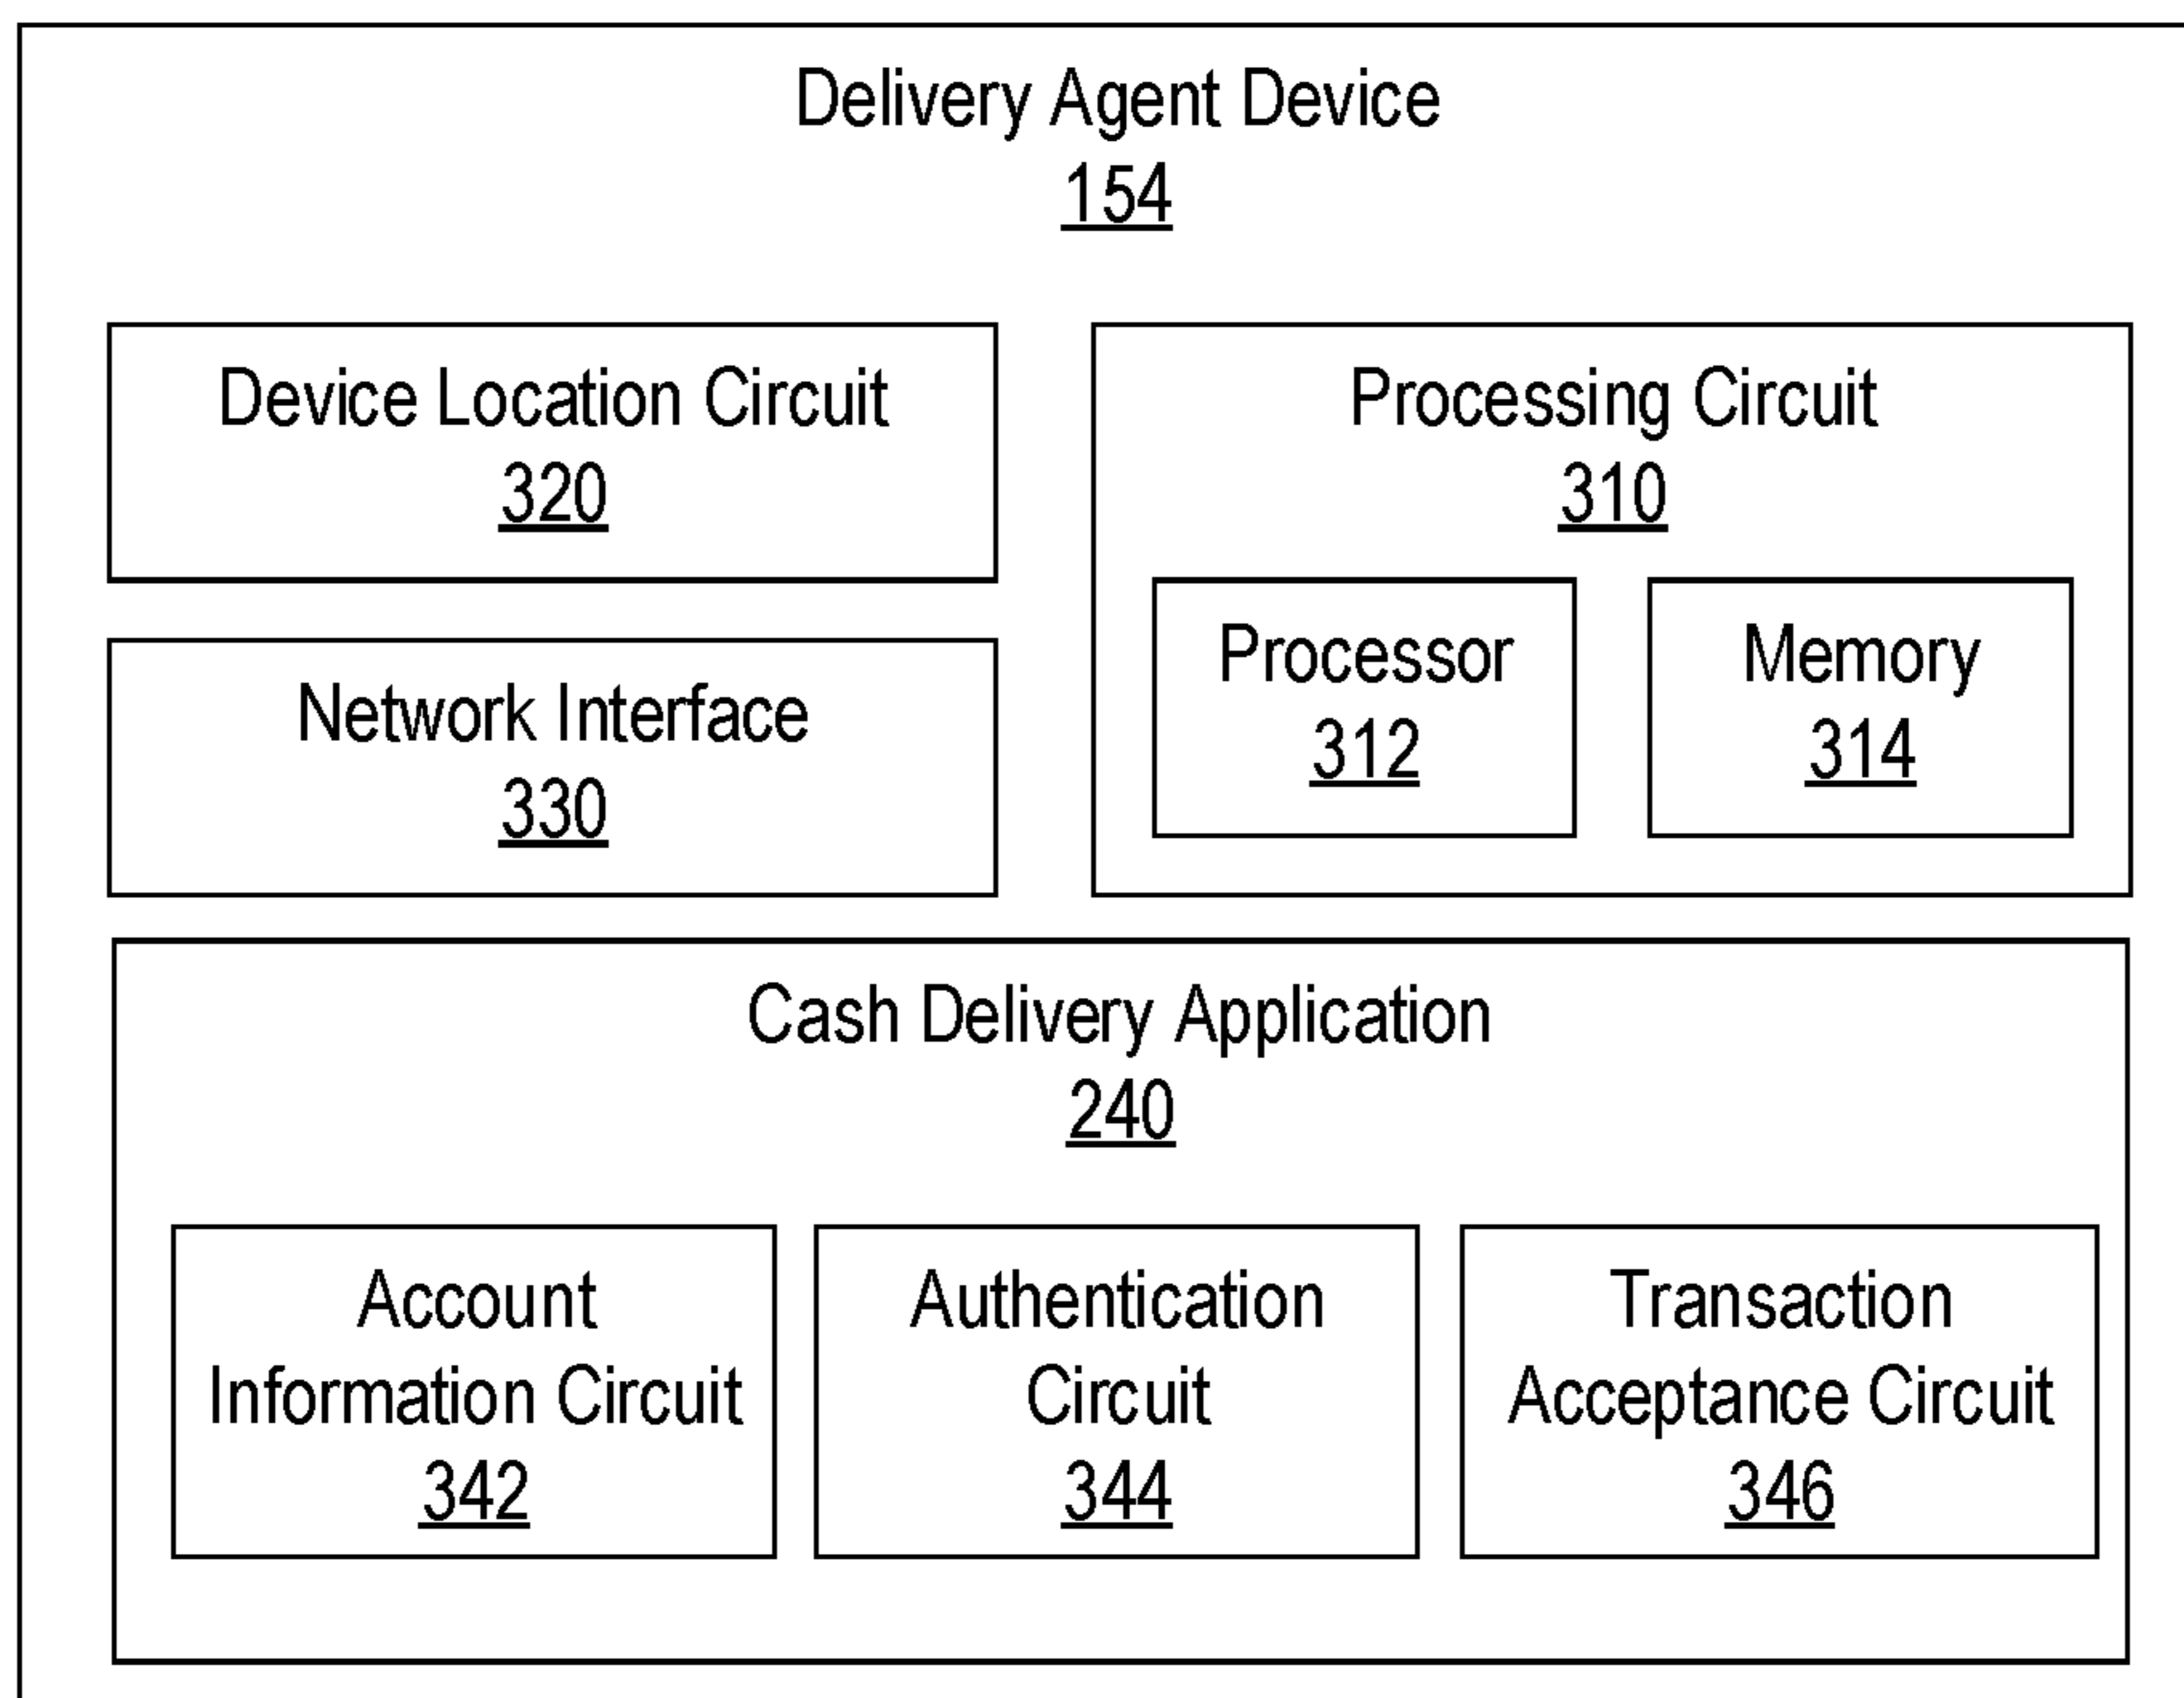 Delivery Agent Device
154
Device Location Circuit
320
Network Interface
330
Processing Circuit
310
Processor
312
Memory
314
Cash Delivery Application
240
Account
Information Circuit
342
Authentication
Circuit
344
Transaction
Acceptance Circuit
346